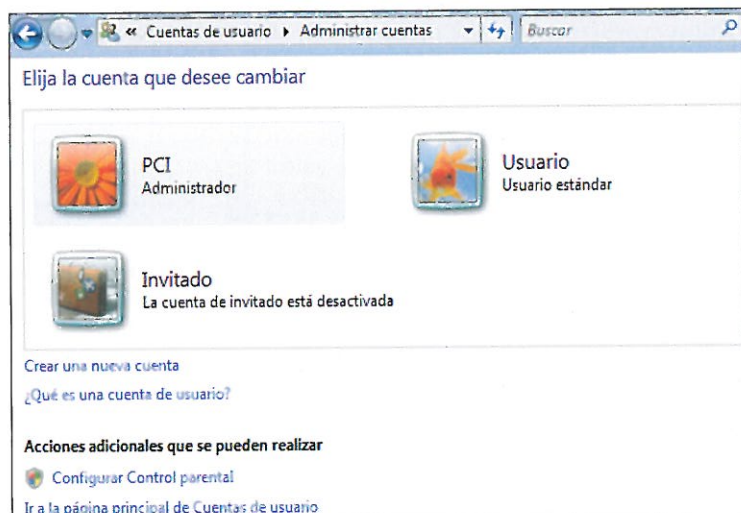 « Cuentas de usuario ▸ Administrar cuentas Buscar
Elija la cuenta que desee cambiar
PCI
Administrador
Usuario
Usuario estándar
Invitado
La cuenta de invitado está desactivada
Crear una nueva cuenta
¿Qué es una cuenta de usuario?
Acciones adicionales que se pueden realizar
Configurar Control parental
Ir a la página principal de Cuentas de usuario